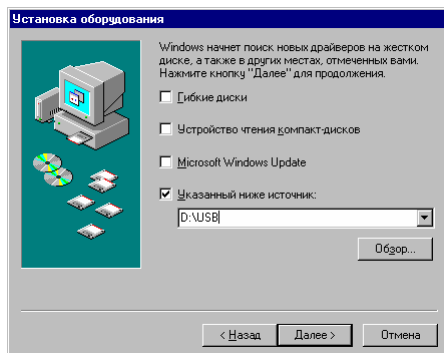 Установка оборудования
Windows начнет поиск новых драйверов на жестком
диске, а также в других местах, отмеченных вами.
Нажмите кнопку "Далее" для продолжения.
Гибкие диски
Устройство чтения компакт-дисков
Microsoft Windows Update
Указанный ниже источник:
D:\USB
Обзор...
< Назад Далее > Отмена